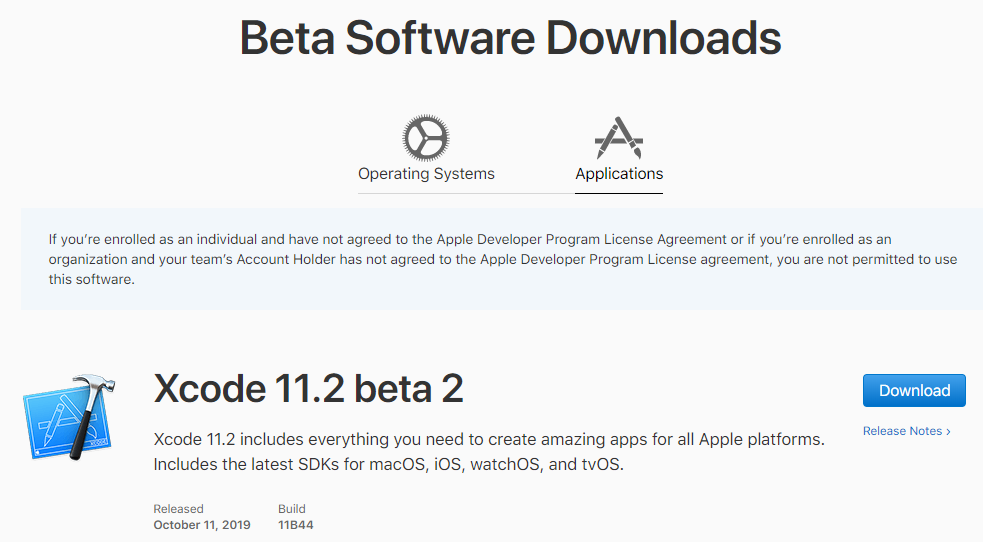 Beta Software Downloads
Operating Systems
Applications
If you’re enrolled as an individual and have not agreed to the Apple Developer Program License Agreement or if you’re enrolled as an
organization and your team’s Account Holder has not agreed to the Apple Developer Program License agreement, you are not permitted to use
this software.
Xcode 11.2 beta 2
Download
Release Notes ›
Xcode 11.2 includes everything you need to create amazing apps for all Apple platforms.
Includes the latest SDKs for macOS, iOS, watchOS, and tvOS.
Released
October 11, 2019
Build
11B44
XCODE